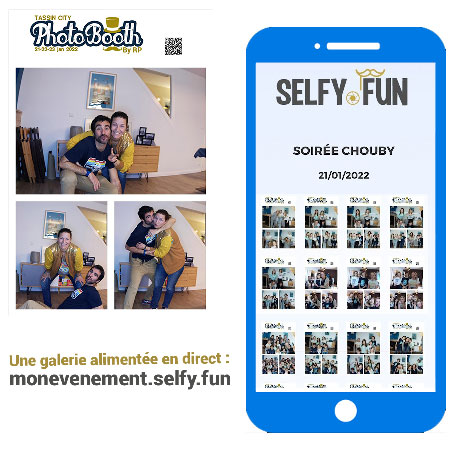 TASSIN CITY
PhotoBooth
21-22-23 jan 2022 By RP
Une galerie alimentée en direct :
monevenement.selfy.fun
SELFY FUN
SOIRÉE CHOUBY
21/01/2022